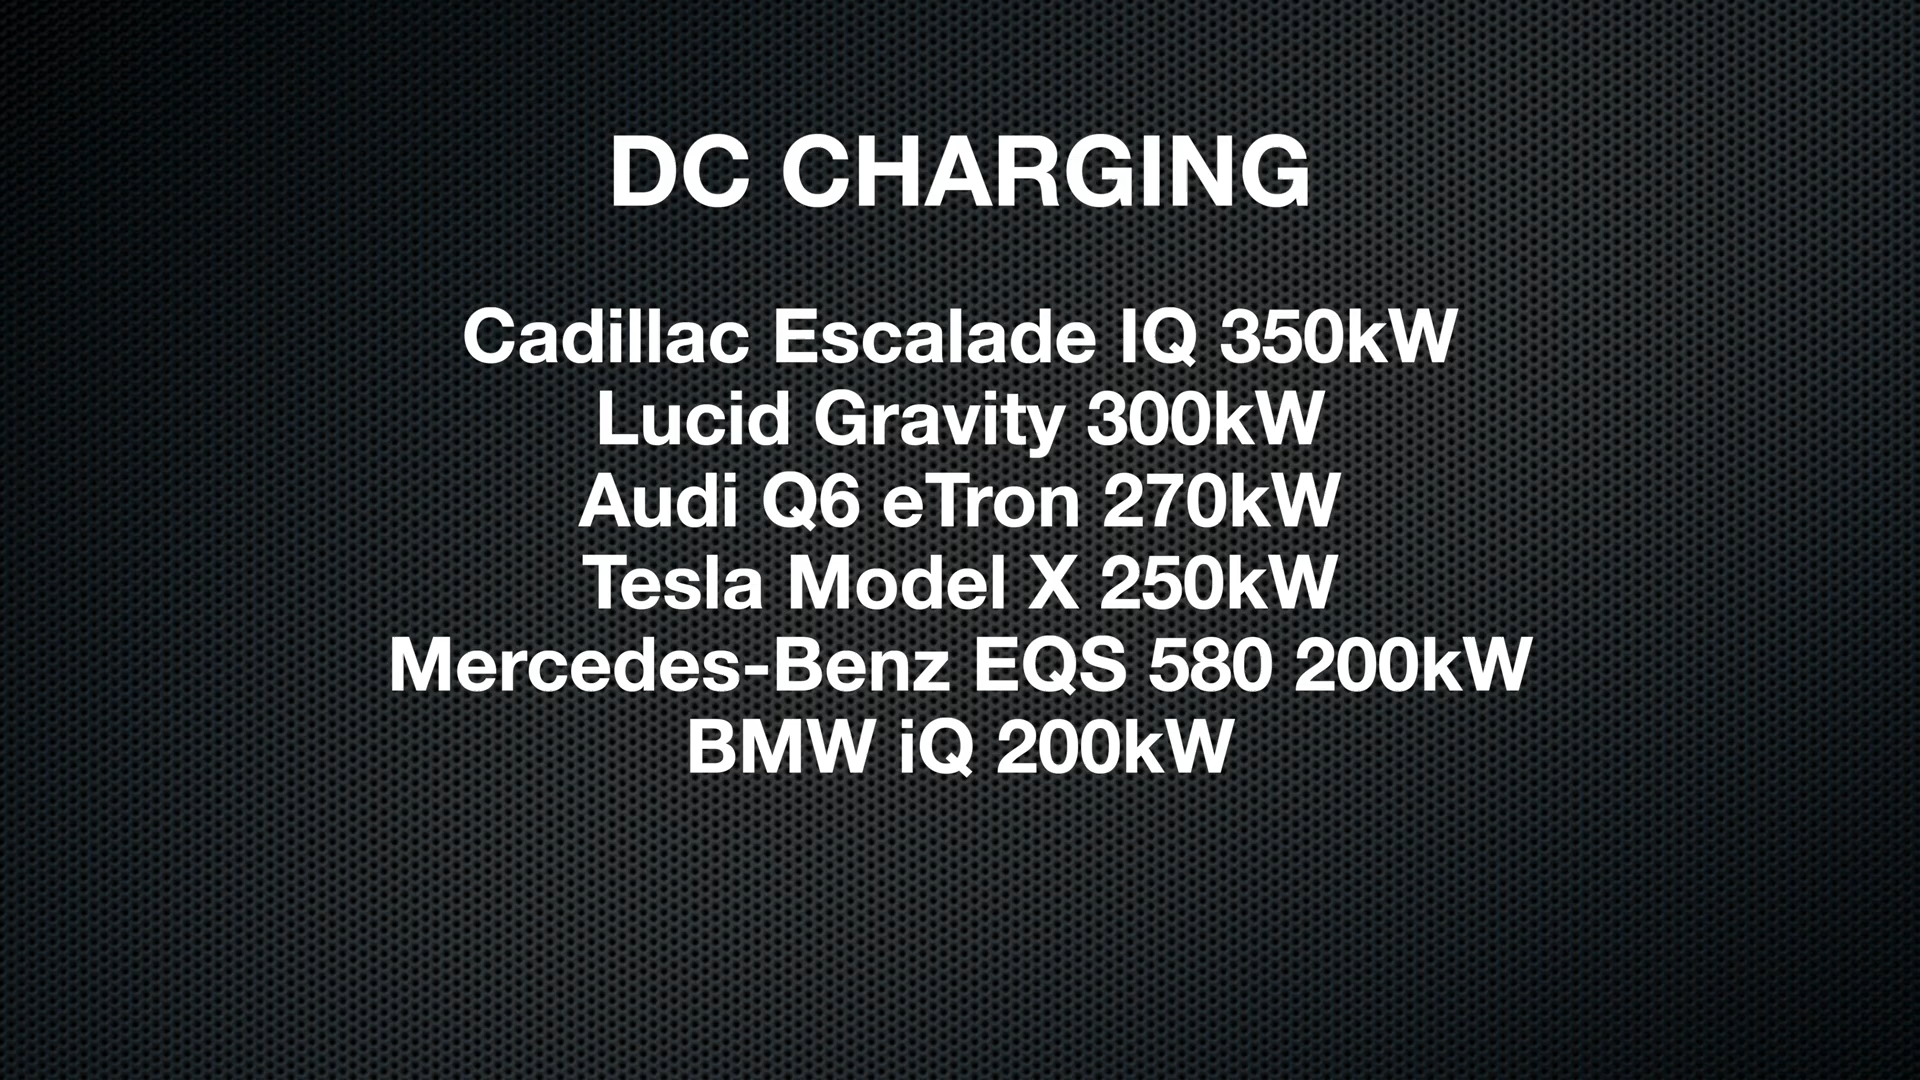 DC CHARGING
Cadillac Escalade IQ 350kW
Lucid Gravity 300kW
Audi Q6 eTron 270kW
Tesla Model X 250kW
Mercedes-Benz EQS 580 200kW
BMW iQ 200kW